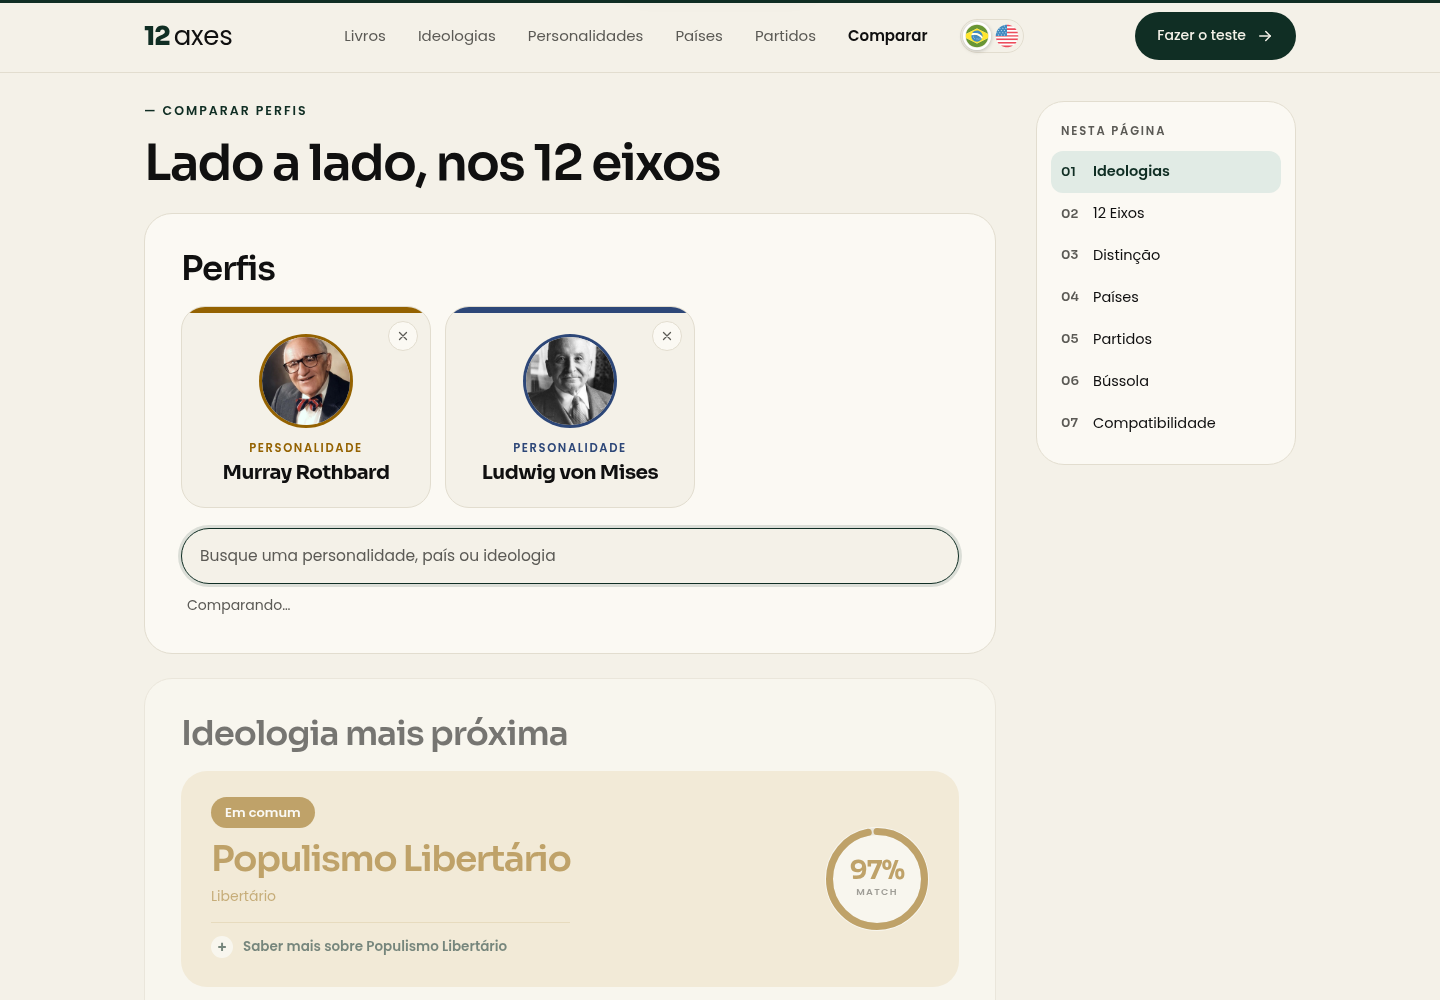 12 axes
Livros
Ideologias
Personalidades
Países
Partidos
Comparar
Fazer o teste
— COMPARAR PERFIS
Lado a lado, nos 12 eixos
Perfis
PERSONALIDADE
Murray Rothbard
PERSONALIDADE
Ludwig von Mises
Busque uma personalidade, país ou ideologia
Comparando…
Ideologia mais próxima
Em comum
Populismo Libertário
Libertário
97%
MATCH
Saber mais sobre Populismo Libertário
NESTA PÁGINA
01 Ideologias
02 12 Eixos
03 Distinção
04 Países
05 Partidos
06 Bússola
07 Compatibilidade